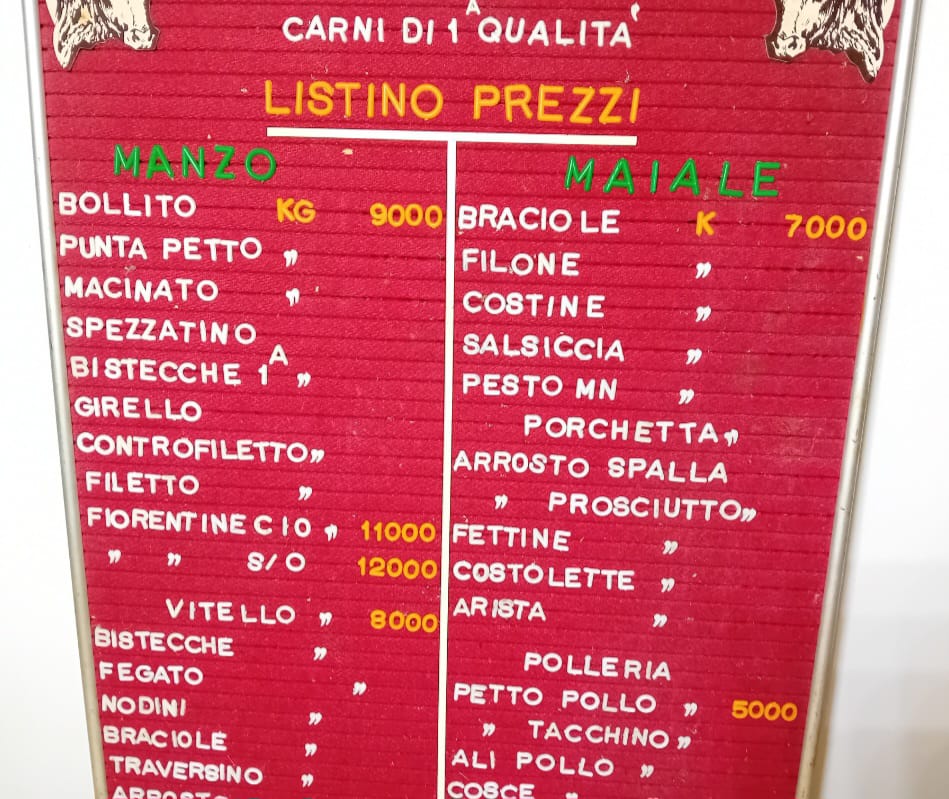 CARNI DI 1A QUALITÀ
LISTINO PREZZI
MANZO
BOLLITO KG 9000
PUNTA PETTO "
MACINATO "
SPEZZATINO
BISTECCHE 1A "
GIRELLO
CONTROFILETTO "
FILETTO "
FIORENTINE C/O " 11000
" " S/O 12000
VITELLO " 8000
BISTECCHE "
FEGATO "
NODINI "
BRACIOLE "
TRAVERSINO "
ARROSTO
MAIALE
BRACIOLE K 7000
FILONE "
COSTINE "
SALSICCIA "
PESTO MN "
PORCHETTA "
ARROSTO SPALLA
" PROSCIUTTO "
FETTINE "
COSTOLETTE "
ARISTA "
POLLERIA
PETTO POLLO " 5000
" TACCHINO "
ALI POLLO "
COSCE "